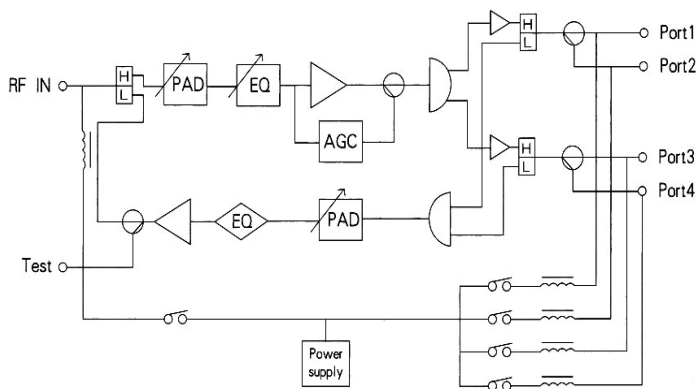 H
Port1
L
Port2
RF IN
H
L
PAD
EQ
AGC
H
L
Port3
Port4
EQ
PAD
Test
Power
supply